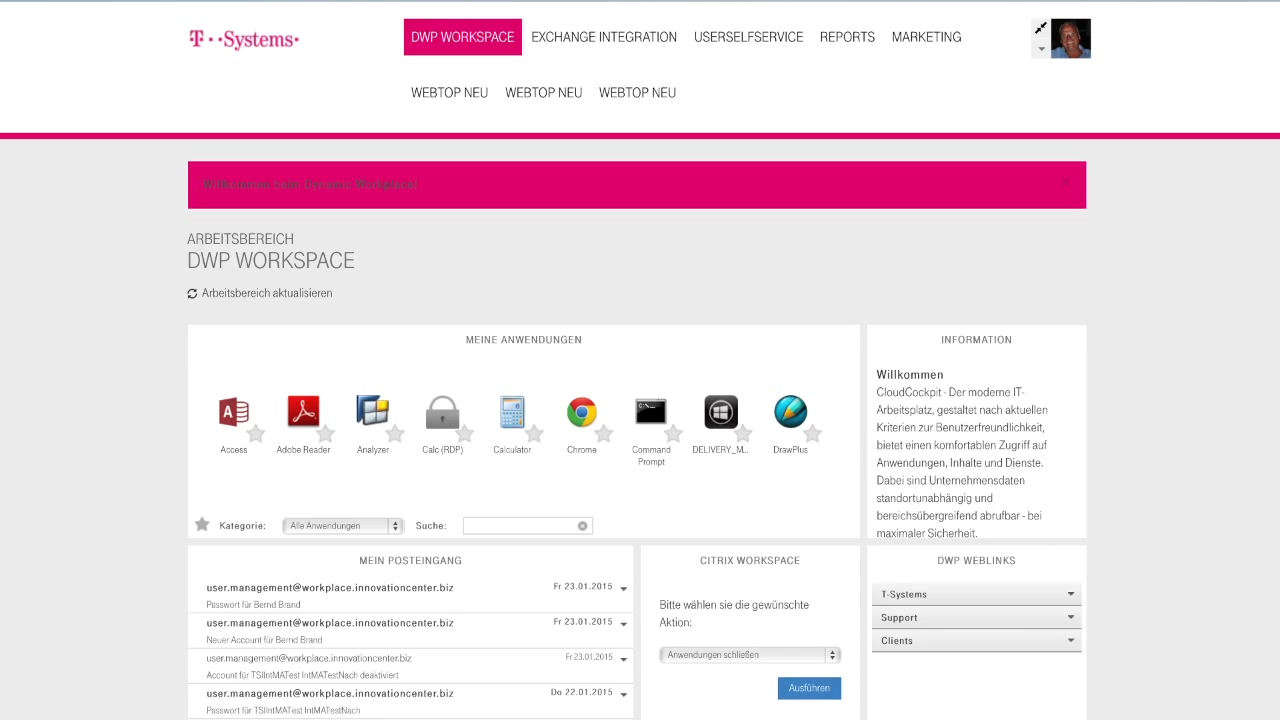 T··Systems·
DWP WORKSPACE EXCHANGE INTEGRATION USERSELFSERVICE REPORTS MARKETING
WEBTOP NEU WEBTOP NEU WEBTOP NEU
Willkommen beim Dynamic Workplace!
ARBEITSBEREICH
DWP WORKSPACE
Arbeitsbereich aktualisieren
MEINE ANWENDUNGEN
Access Adobe Reader Analyzer Calc (RDP) Calculator Chrome Command Prompt DELIVERY_M... DrawPlus
Kategorie: Alle Anwendungen Suche:
INFORMATION
Willkommen
CloudCockpit - Der moderne IT-
Arbeitsplatz, gestaltet nach aktuellen
Kriterien zur Benutzerfreundlichkeit,
bietet einen komfortablen Zugriff auf
Anwendungen, Inhalte und Dienste.
Dabei sind Unternehmensdaten
standortunabhängig und
bereichsübergreifend abrufbar - bei
maximaler Sicherheit.
MEIN POSTEINGANG
user.management@workplace.innovationcenter.biz Fr 23.01.2015
Passwort für Bernd Brand
user.management@workplace.innovationcenter.biz Fr 23.01.2015
Neuer Account für Bernd Brand
user.management@workplace.innovationcenter.biz Fr 23.01.2015
Account für TSIIntMATest IntMATestNach deaktiviert
user.management@workplace.innovationcenter.biz Do 22.01.2015
Passwort für TSIIntMATest IntMATestNach
CITRIX WORKSPACE
Bitte wählen sie die gewünschte
Aktion:
Anwendungen schließen
Ausführen
DWP WEBLINKS
T-Systems
Support
Clients